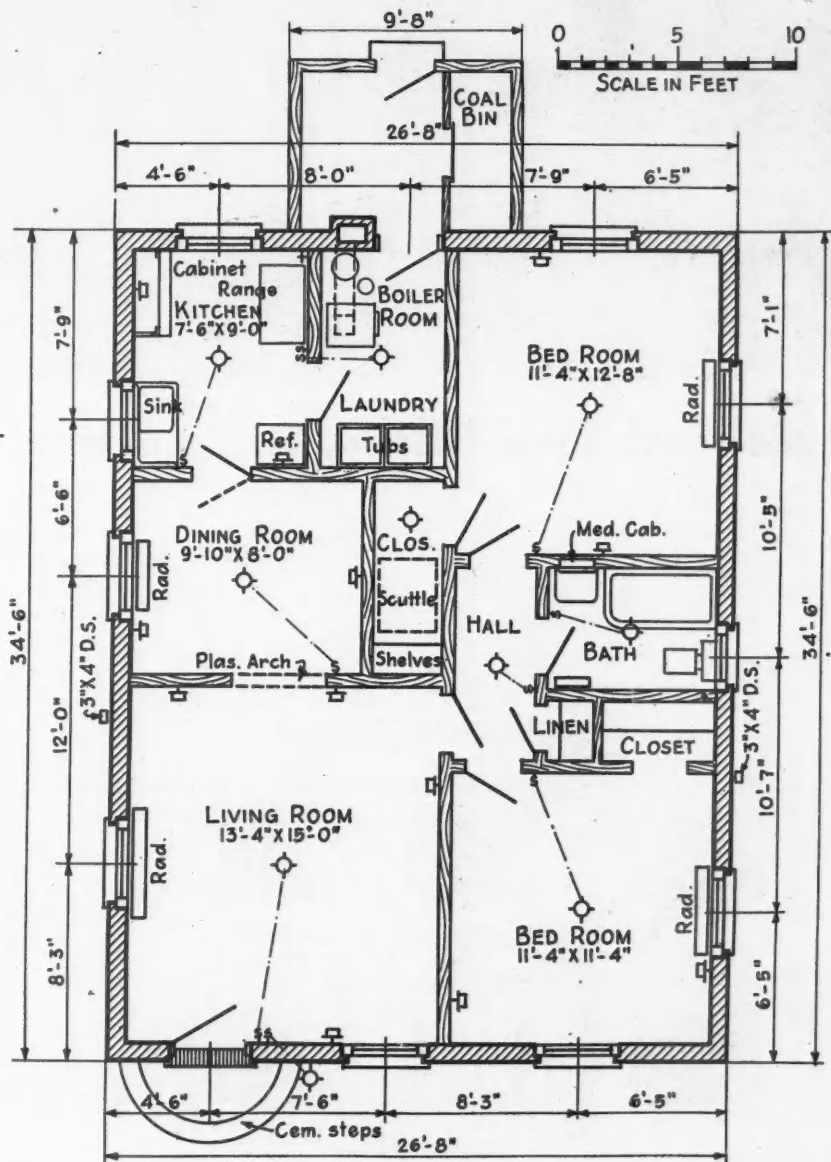 9'-8"
0 5 10
SCALE IN FEET
COAL
BIN
26'-8"
4'-6" 8'-0" 7'-9" 6'-5"
Cabinet
Range
KITCHEN
7'-6"X9'-0"
BOILER
ROOM
7'-9"
7'-1"
BED ROOM
11'-4"X12'-8"
Rad.
SS
Sink
LAUNDRY
Ref.
Tubs
S
6'-6"
DINING ROOM
9'-10"X8'-0"
CLOS.
S
Med. Cab.
10'-5"
Rad.
Scuttle
S
34'-6"
34'-6"
HALL
BATH
3"X4" D.S.
Plas. Arch
S
Shelves
S
3"X4" D.S.
LINEN
CLOSET
12'-0"
S
10'-7"
LIVING ROOM
13'-4"X15'-0"
Rad.
Rad.
BED ROOM
11'-4"X11'-4"
8'-3"
6'-5"
SS
4'-6" 7'-6" 8'-3" 6'-5"
Cem. steps
26'-8"